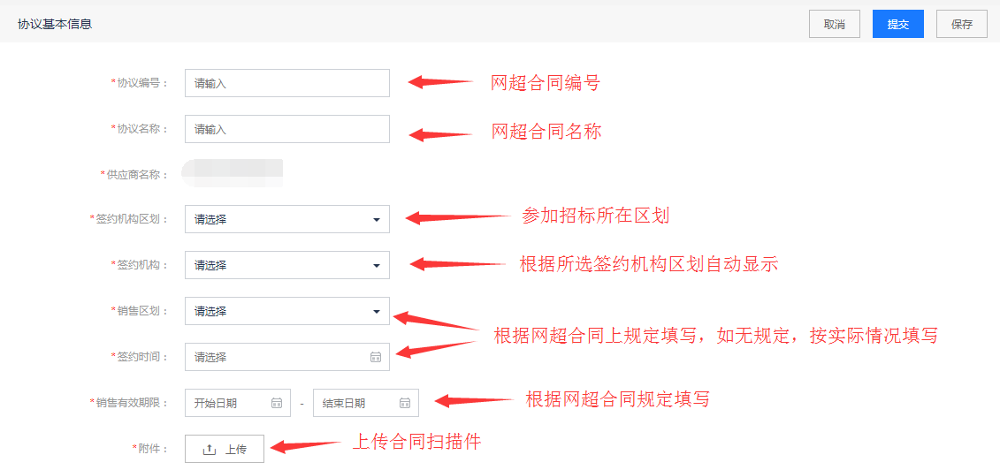 协议基本信息 取消 提交 保存
*协议编号： 请输入 网超合同编号
*协议名称： 请输入 网超合同名称
*供应商名称：
*签约机构区划： 请选择 参加招标所在区划
*签约机构： 请选择 根据所选签约机构区划自动显示
*销售区划： 请选择
根据网超合同上规定填写，如无规定，按实际情况填写
*签约时间： 请选择
*销售有效期限： 开始日期 - 结束日期 根据网超合同规定填写
*附件： 上传 上传合同扫描件